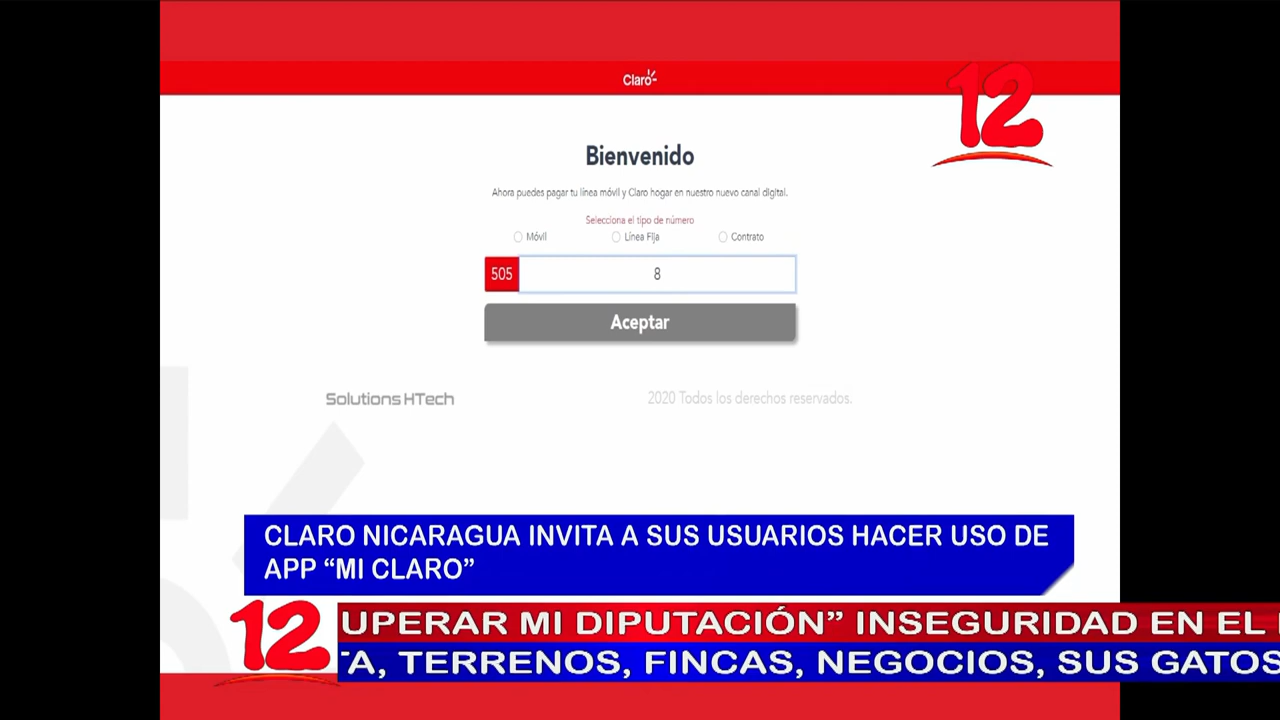 Claro
12
Bienvenido
Ahora puedes pagar tu línea móvil y Claro hogar en nuestro nuevo canal digital.
Selecciona el tipo de número
Móvil Línea Fija Contrato
505 8
Aceptar
Solutions HTech 2020 Todos los derechos reservados.
CLARO NICARAGUA INVITA A SUS USUARIOS HACER USO DE
APP “MI CLARO”
12
UPERAR MI DIPUTACIÓN” INSEGURIDAD EN EL
TA, TERRENOS, FINCAS, NEGOCIOS, SUS GATOS